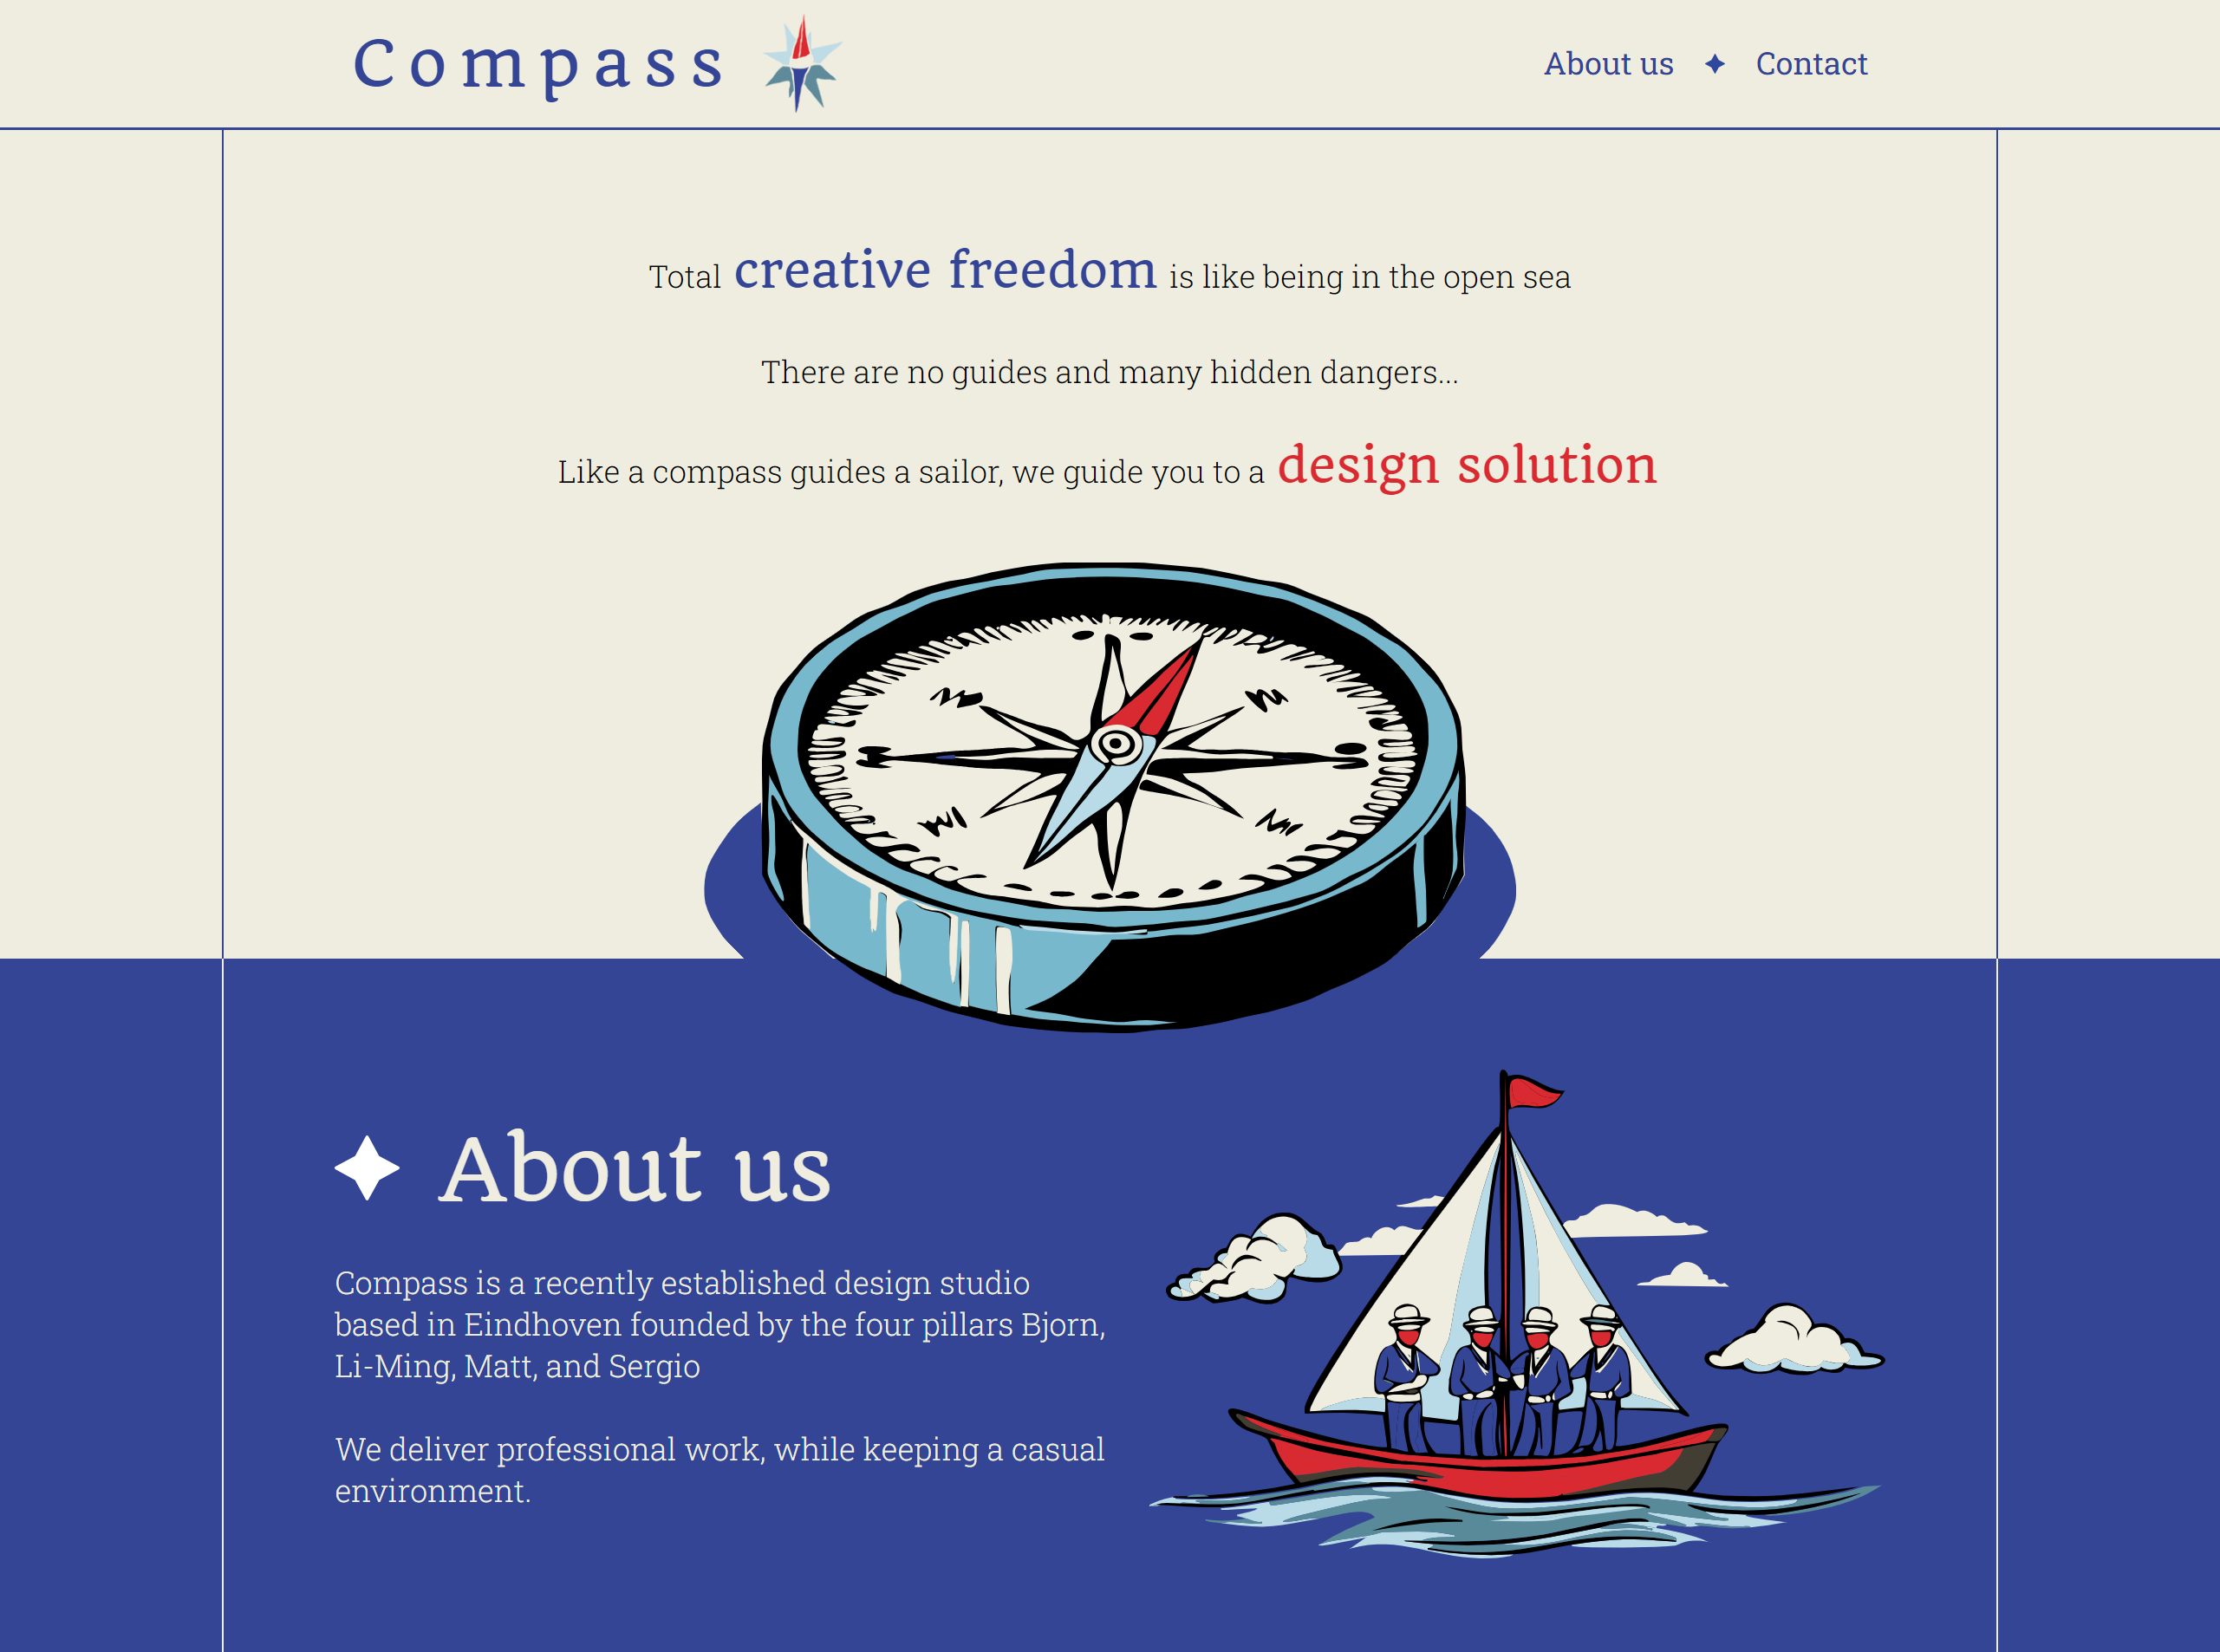 Compass
About us
Contact
Total creative freedom is like being in the open sea
There are no guides and many hidden dangers...
Like a compass guides a sailor, we guide you to a design solution
About us
Compass is a recently established design studio
based in Eindhoven founded by the four pillars Bjorn,
Li-Ming, Matt, and Sergio
We deliver professional work, while keeping a casual
environment.